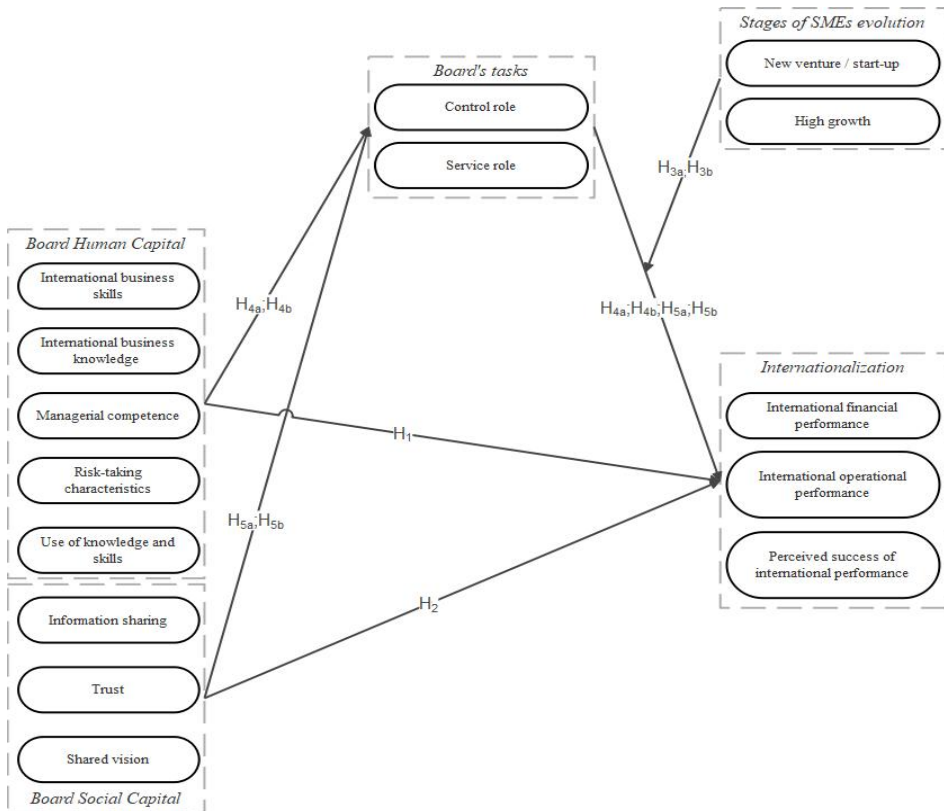 Stages of SMEs evolution
New venture / start-up
High growth
Board's tasks
Control role
Service role
H3a;H3b
Board Human Capital
International business
skills
International business
knowledge
Managerial competence
Risk-taking
characteristics
Use of knowledge and
skills
H4a;H4b
H4a;H4b;H5a;H5b
H1
H5a;H5b
H2
Internationalization
International financial
performance
International operational
performance
Perceived success of
international performance
Information sharing
Trust
Shared vision
Board Social Capital